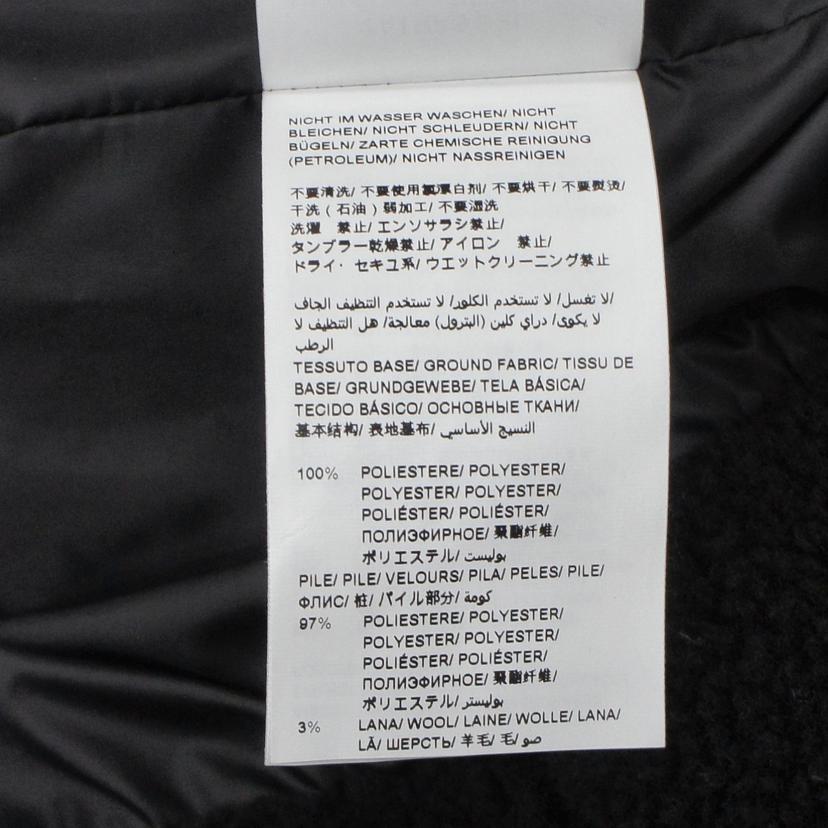 NICHT IM WASSER WASCHEN/ NICHT
BLEICHEN/ NICHT SCHLEUDERN/ NICHT
BÜGELN/ ZARTE CHEMISCHE REINIGUNG
(PETROLEUM)/ NICHT NASSREINIGEN
不要清洗/ 不要使用氯漂白剂/ 不要烘干/ 不要熨烫/
干洗 ( 石油 ) 弱加工/ 不要湿洗
洗濯 禁止/ エンソサラシ禁止/
タンブラー乾燥禁止/ アイロン 禁止/
ドライ· セキユ系/ ウエットクリーニング禁止
لا تغسل/ لا تستخدم الكلور/ لا تستخدم التنظيف الجاف/
لا يكوى/ دراي كلين (البترول) معالجة/ هل التنظيف لا
الرطب
TESSUTO BASE/ GROUND FABRIC/ TISSU DE
BASE/ GRUNDGEWEBE/ TELA BÁSICA/
TECIDO BÁSICO/ ОСНОВНЫЕ ТКАНИ/
基本结构/ 表地基布/ النسيج الأساسي
100% POLIESTERE/ POLYESTER/
POLYESTER/ POLYESTER/
POLIÉSTER/ POLIÉSTER/
ПОЛИЭФИРНОЕ/ 聚酯纤维/
ポリエステル/ بوليست
PILE/ PILE/ VELOURS/ PILA/ PELES/ PILE/
ФЛИС/ 桩/ パイル部分/ كومة
97% POLIESTERE/ POLYESTER/
POLYESTER/ POLYESTER/
POLIÉSTER/ POLIÉSTER/
ПОЛИЭФИРНОЕ/ 聚酯纤维/
ポリエステル/ بوليستر
3% LANA/ WOOL/ LAINE/ WOLLE/ LANA/
LÃ/ ШЕРСТЬ/ 羊毛/ 毛/ صو